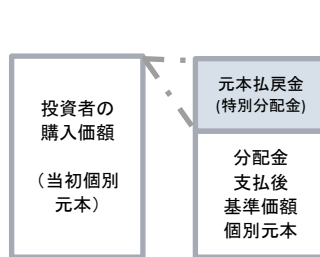 投資者の
購入価額
（当初個別
元本）
元本払戻金
(特別分配金)
分配金
支払後
基準価額
個別元本